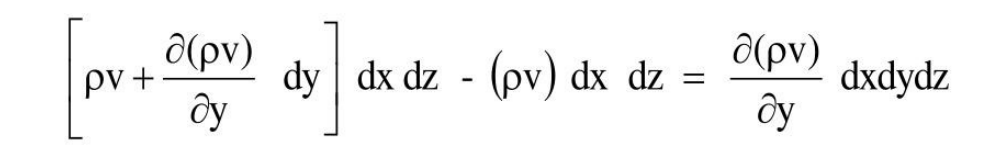 [ρv + ∂(ρv)/∂y dy] dx dz - (ρv) dx dz = ∂(ρv)/∂y dxdydz